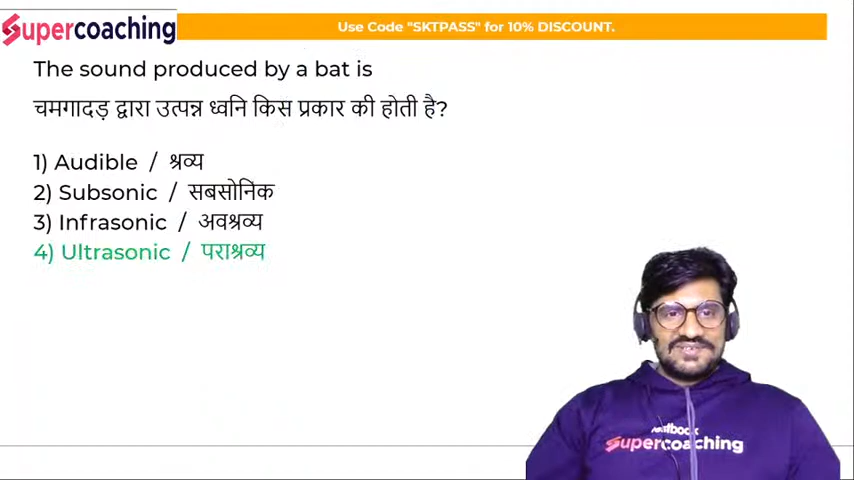 Supercoaching
Use Code "SKTPASS" for 10% DISCOUNT.
The sound produced by a bat is
चमगादड़ द्वारा उत्पन्न ध्वनि किस प्रकार की होती है?
1) Audible / श्रव्य
2) Subsonic / सबसोनिक
3) Infrasonic / अवश्रव्य
4) Ultrasonic / पराश्रव्य
testbook
Supercoaching